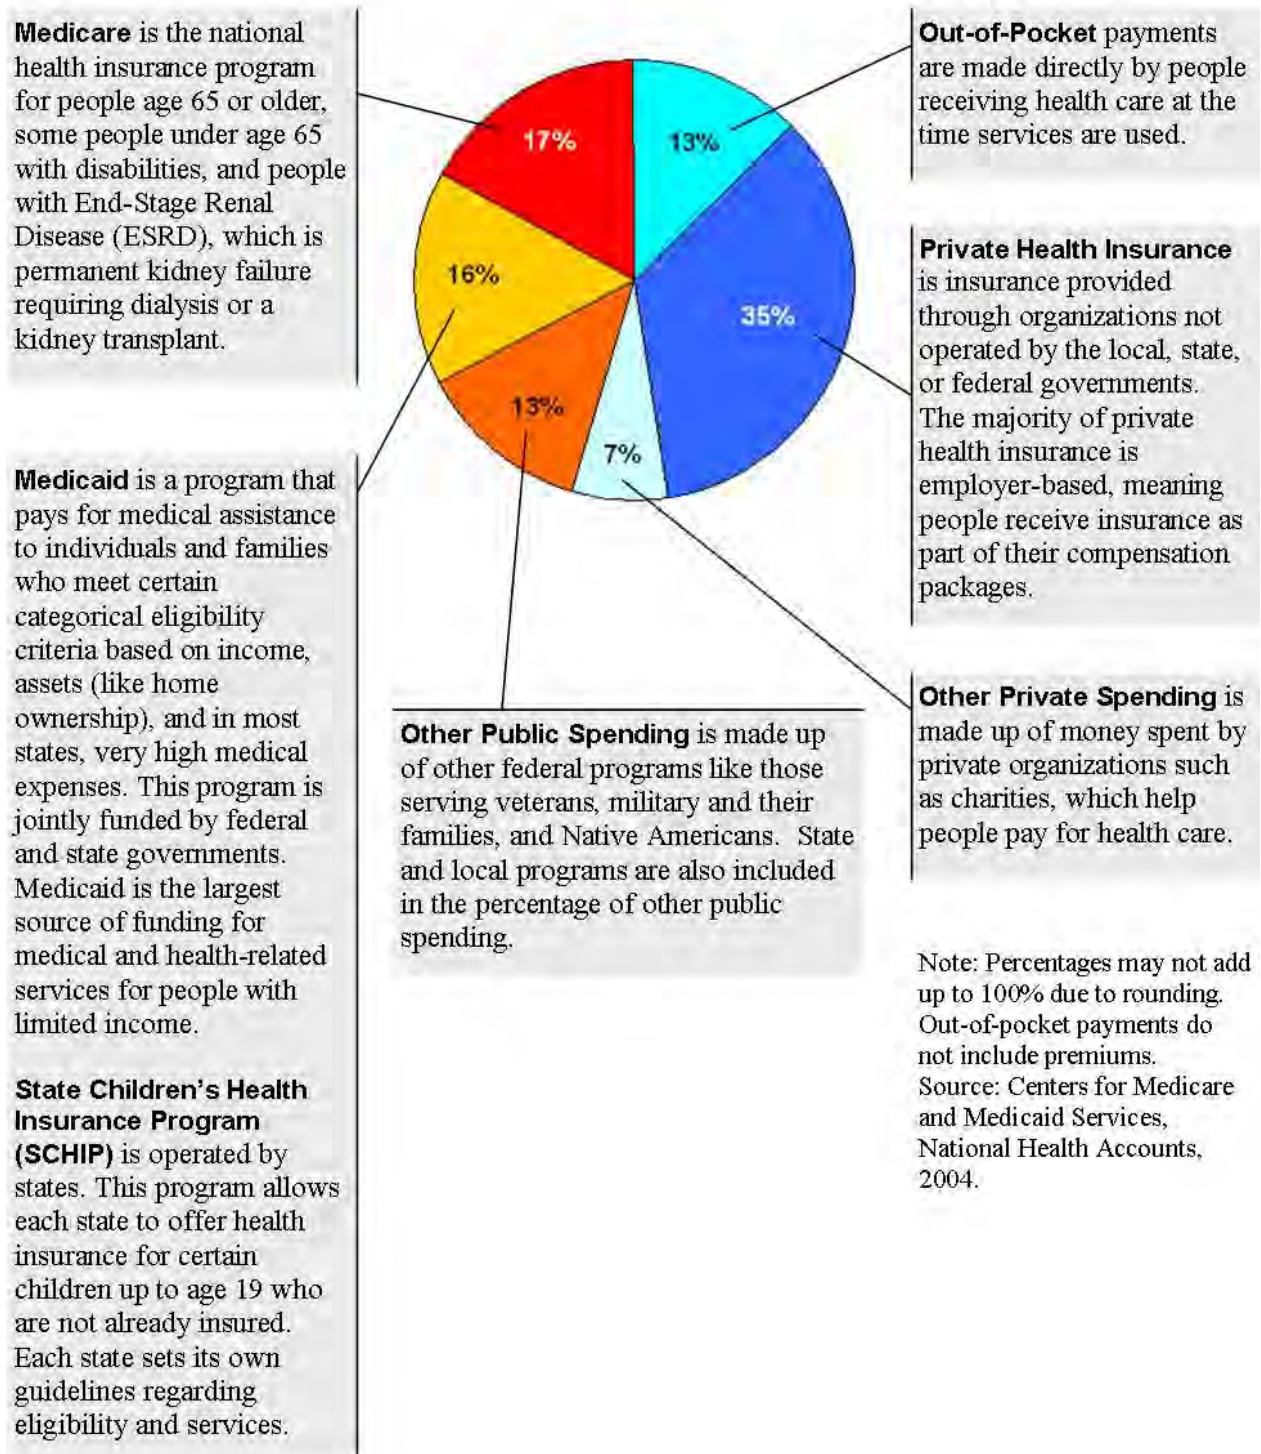 Medicare is the national
health insurance program
for people age 65 or older,
some people under age 65
with disabilities, and people
with End-Stage Renal
Disease (ESRD), which is
permanent kidney failure
requiring dialysis or a
kidney transplant.
Medicaid is a program that
pays for medical assistance
to individuals and families
who meet certain
categorical eligibility
criteria based on income,
assets (like home
ownership), and in most
states, very high medical
expenses. This program is
jointly funded by federal
and state governments.
Medicaid is the largest
source of funding for
medical and health-related
services for people with
limited income.
State Children's Health
Insurance Program
(SCHIP) is operated by
states. This program allows
each state to offer health
insurance for certain
children up to age 19 who
are not already insured.
Each state sets its own
guidelines regarding
eligibility and services.
17%
13%
16%
35%
13%
7%
Other Public Spending is made up
of other federal programs like those
serving veterans, military and their
families, and Native Americans. State
and local programs are also included
in the percentage of other public
spending.
Out-of-Pocket payments
are made directly by people
receiving health care at the
time services are used.
Private Health Insurance
is insurance provided
through organizations not
operated by the local, state,
or federal governments.
The majority of private
health insurance is
employer-based, meaning
people receive insurance as
part of their compensation
packages.
Other Private Spending is
made up of money spent by
private organizations such
as charities, which help
people pay for health care.
Note: Percentages may not add
up to 100% due to rounding.
Out-of-pocket payments do
not include premiums.
Source: Centers for Medicare
and Medicaid Services,
National Health Accounts,
2004.